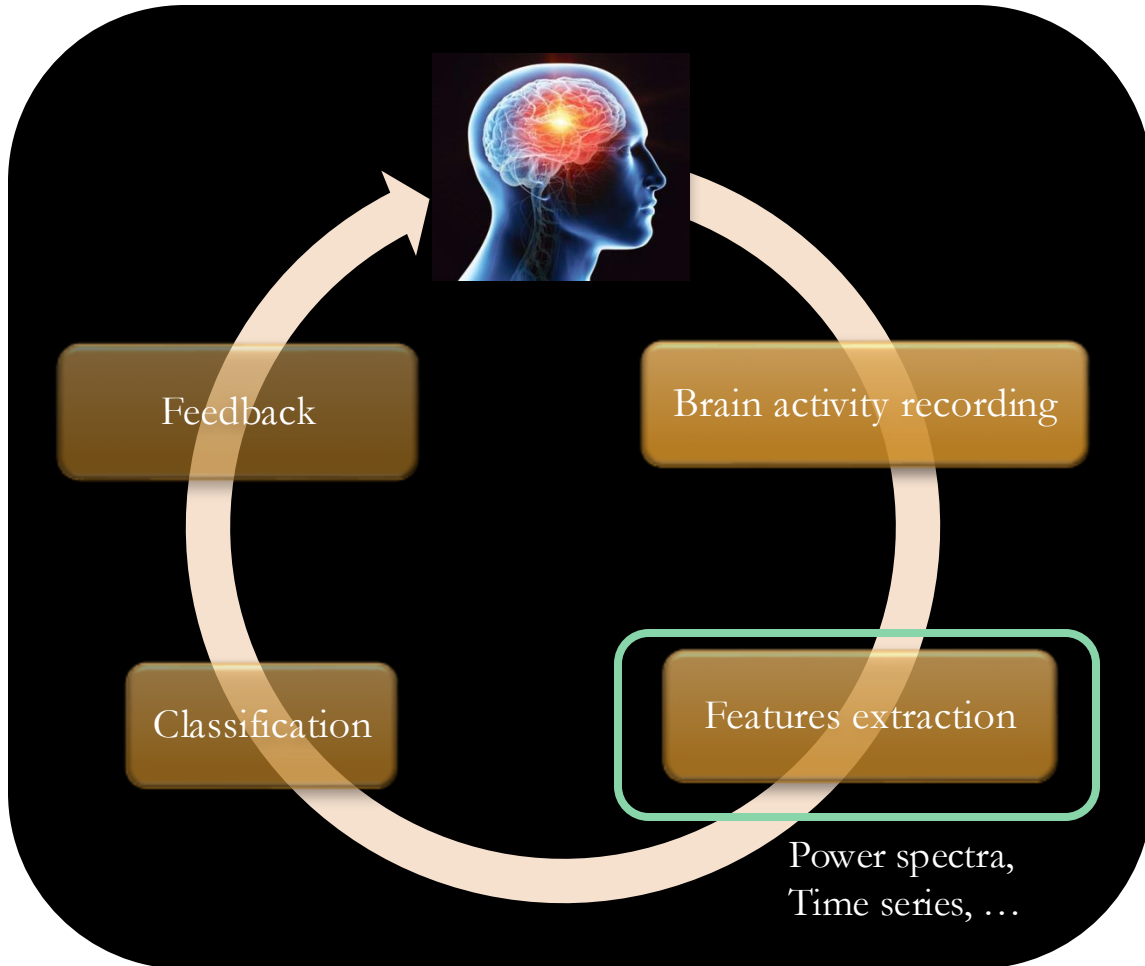 Feedback
Brain activity recording
Classification
Features extraction
Power spectra,
Time series, …